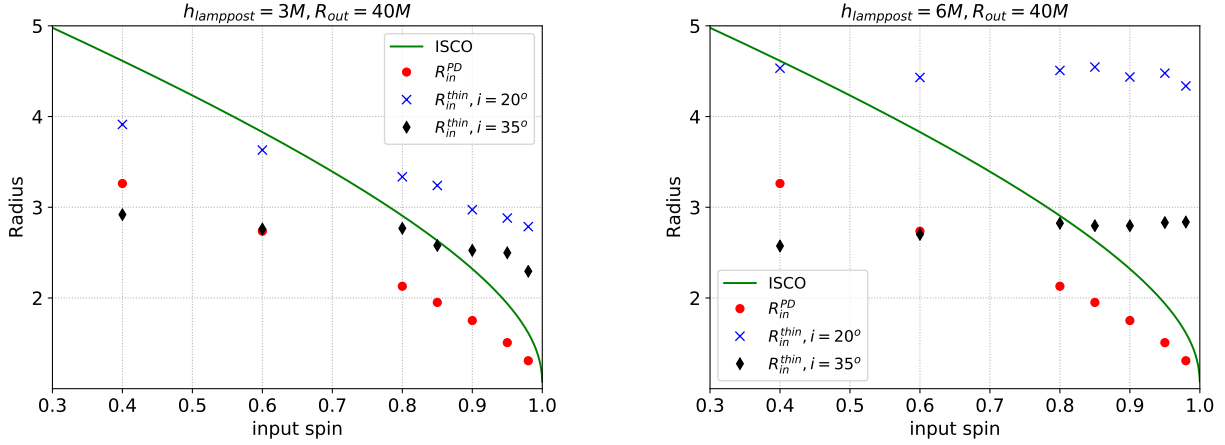 h_lamppost = 3M, R_out = 40M
Radius
5
4
3
2
ISCO
R_in^PD
R_in^thin, i = 20°
R_in^thin, i = 35°
0.3 0.4 0.5 0.6 0.7 0.8 0.9 1.0
input spin
h_lamppost = 6M, R_out = 40M
Radius
5
4
3
2
ISCO
R_in^PD
R_in^thin, i = 20°
R_in^thin, i = 35°
0.3 0.4 0.5 0.6 0.7 0.8 0.9 1.0
input spin